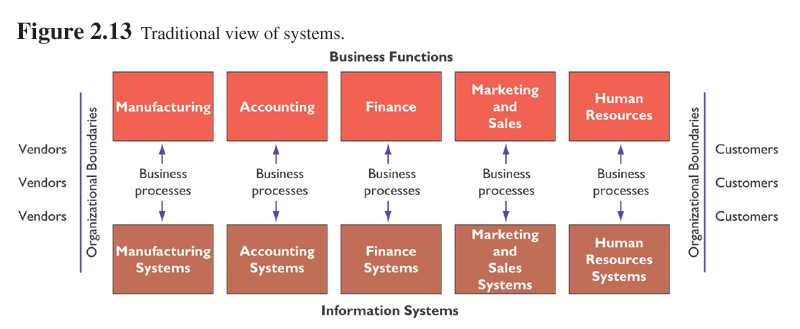 Figure 2.13 Traditional view of systems.
Business Functions
Manufacturing
Accounting
Finance
Marketing
and
Sales
Human
Resources
Vendors
Vendors
Vendors
Organizational Boundaries
Business
processes
Business
processes
Business
processes
Business
processes
Business
processes
Organizational Boundaries
Customers
Customers
Customers
Manufacturing
Systems
Accounting
Systems
Finance
Systems
Marketing
and
Sales
Systems
Human
Resources
Systems
Information Systems